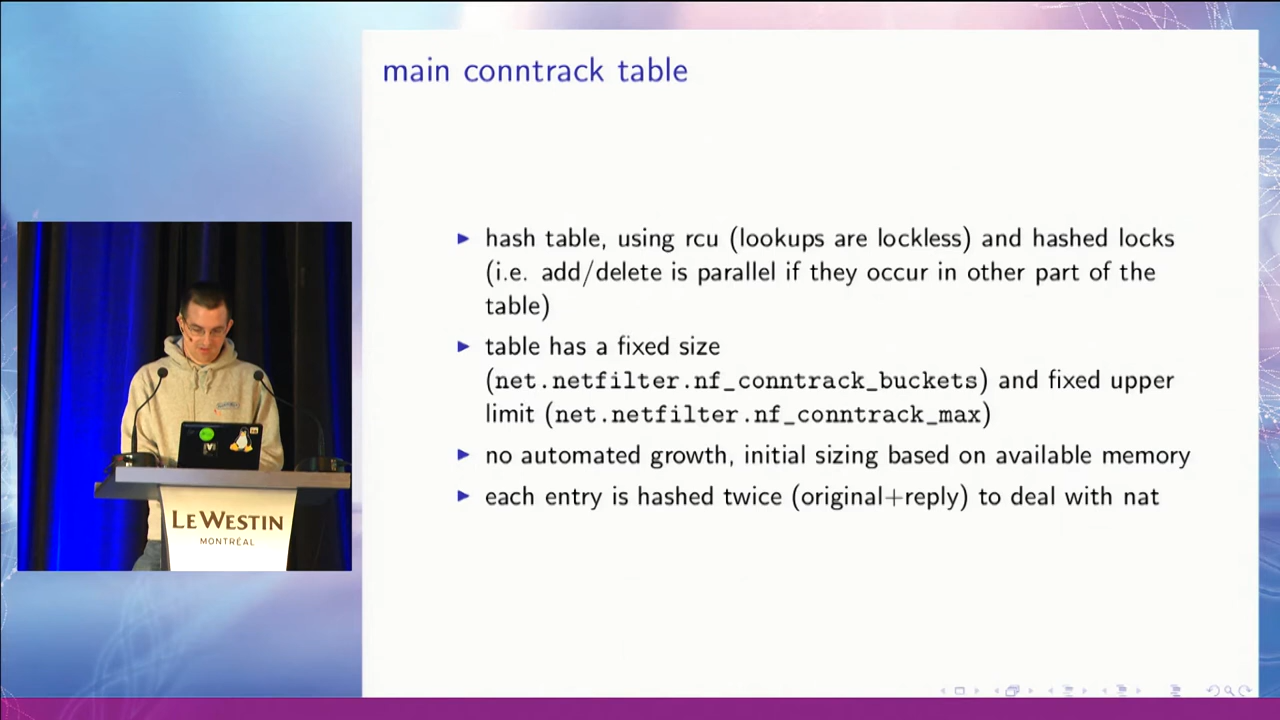 main conntrack table
▶ hash table, using rcu (lookups are lockless) and hashed locks
(i.e. add/delete is parallel if they occur in other part of the
table)
▶ table has a fixed size
(net.netfilter.nf_conntrack_buckets) and fixed upper
limit (net.netfilter.nf_conntrack_max)
▶ no automated growth, initial sizing based on available memory
▶ each entry is hashed twice (original+reply) to deal with nat
LE WESTIN
MONTRÉAL